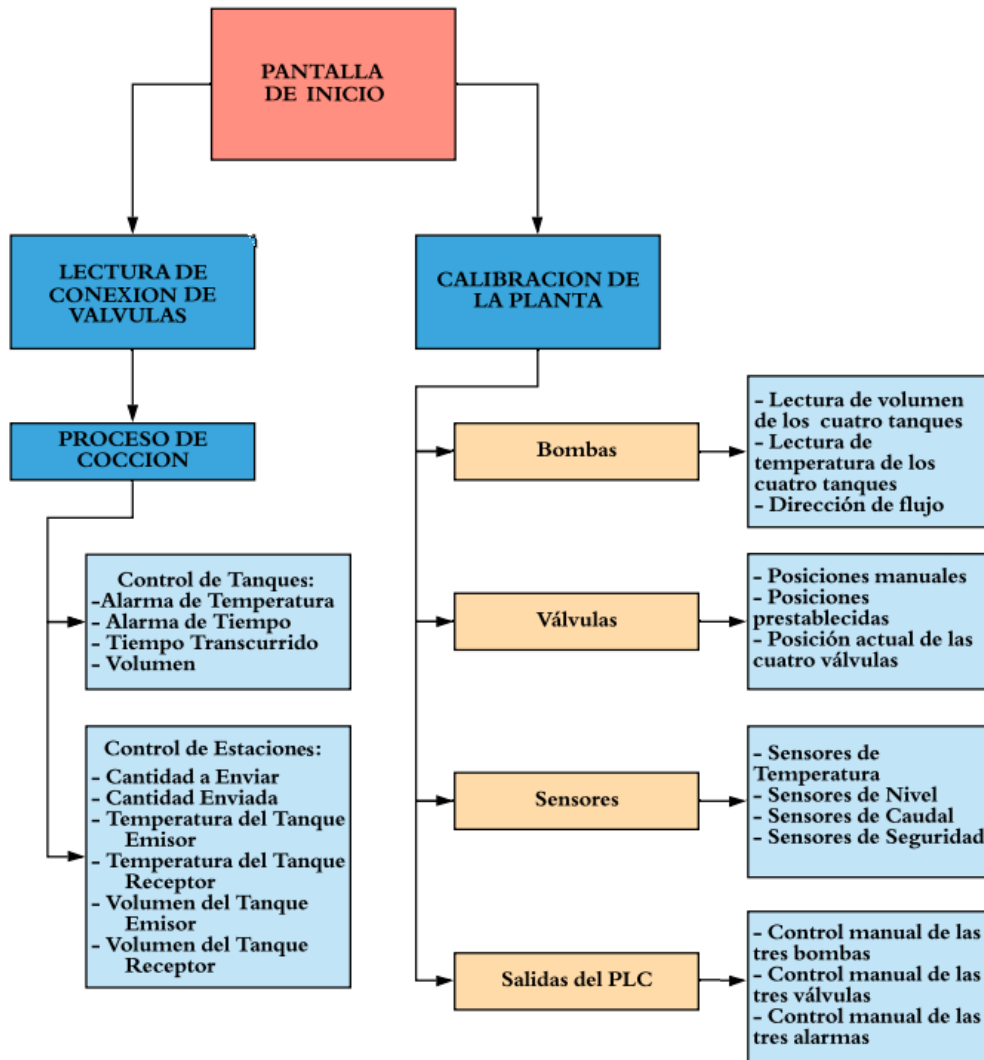 PANTALLA
DE INICIO
LECTURA DE
CONEXION DE
VALVULAS
PROCESO DE
COCCION
Control de Tanques:
-Alarma de Temperatura
- Alarma de Tiempo
- Tiempo Transcurrido
- Volumen
Control de Estaciones:
- Cantidad a Enviar
- Cantidad Enviada
- Temperatura del Tanque
Emisor
- Temperatura del Tanque
Receptor
- Volumen del Tanque
Emisor
- Volumen del Tanque
Receptor
CALIBRACION DE
LA PLANTA
Bombas
- Lectura de volumen
de los cuatro tanques
- Lectura de
temperatura de los
cuatro tanques
- Dirección de flujo
Válvulas
- Posiciones manuales
- Posiciones
prestablecidas
- Posición actual de las
cuatro válvulas
Sensores
- Sensores de
Temperatura
- Sensores de Nivel
- Sensores de Caudal
- Sensores de Seguridad
Salidas del PLC
- Control manual de las
tres bombas
- Control manual de las
tres válvulas
- Control manual de las
tres alarmas